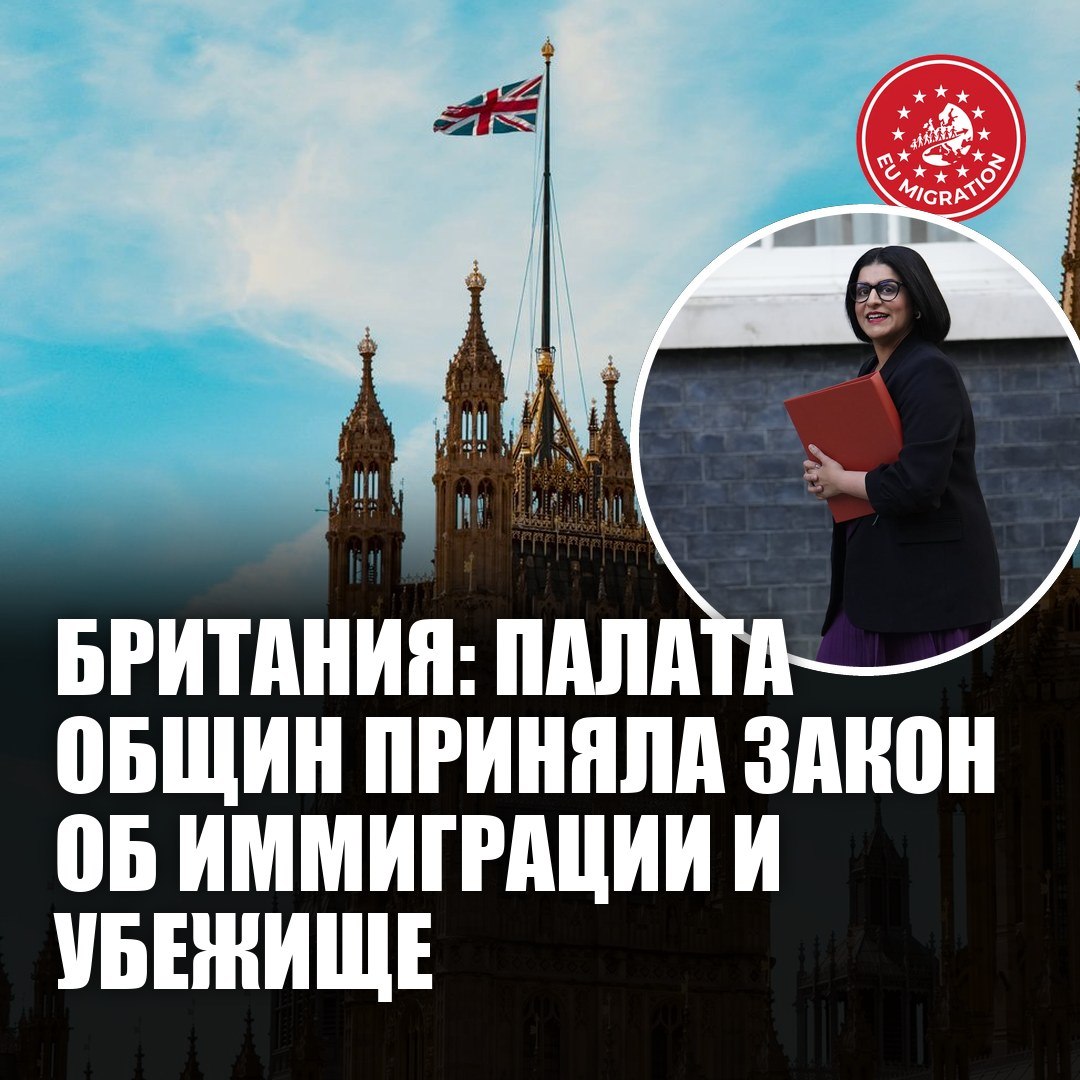 EU MIGRATION
БРИТАНИЯ: ПАЛАТА
ОБЩИН ПРИНЯЛА ЗАКОН
ОБ ИММИГРАЦИИ И
УБЕЖИЩЕ